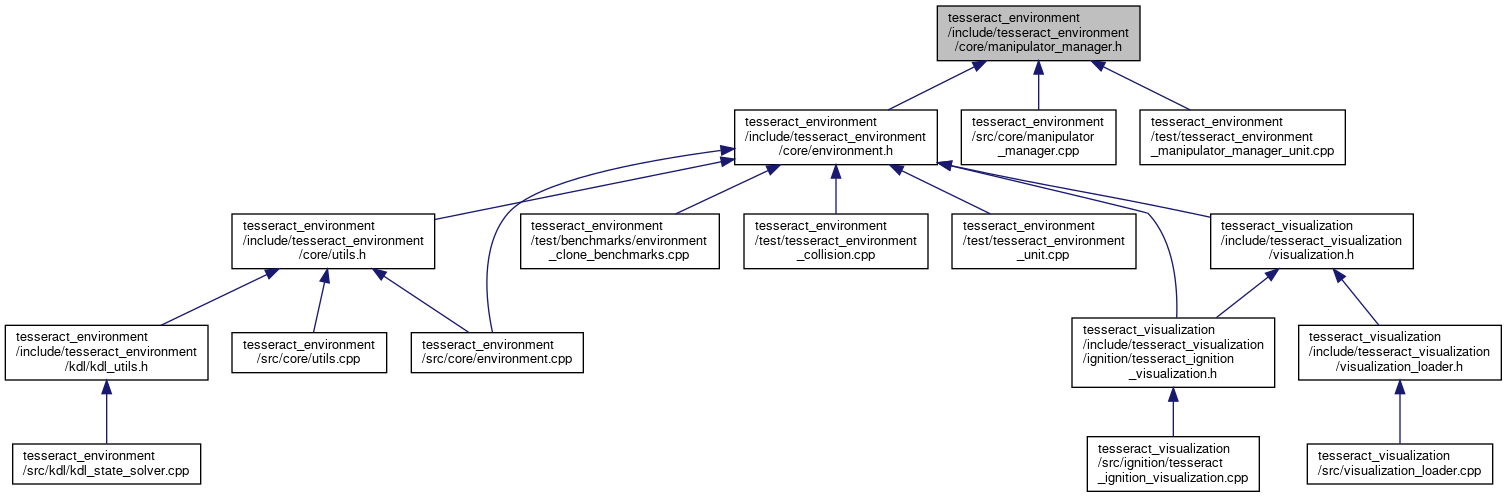 tesseract_environment
/include/tesseract_environment
/core/manipulator_manager.h
tesseract_environment
/include/tesseract_environment
/core/environment.h
tesseract_environment
/src/core/manipulator
_manager.cpp
tesseract_environment
/test/tesseract_environment
_manipulator_manager_unit.cpp
tesseract_environment
/include/tesseract_environment
/core/utils.h
tesseract_environment
/test/benchmarks/environment
_clone_benchmarks.cpp
tesseract_environment
/test/tesseract_environment
_collision.cpp
tesseract_environment
/test/tesseract_environment
_unit.cpp
tesseract_visualization
/include/tesseract_visualization
/visualization.h
tesseract_environment
/include/tesseract_environment
/kdl/kdl_utils.h
tesseract_environment
/src/core/utils.cpp
tesseract_environment
/src/core/environment.cpp
tesseract_visualization
/include/tesseract_visualization
/ignition/tesseract_ignition
_visualization.h
tesseract_visualization
/include/tesseract_visualization
/visualization_loader.h
tesseract_environment
/src/kdl/kdl_state_solver.cpp
tesseract_visualization
/src/ignition/tesseract
_ignition_visualization.cpp
tesseract_visualization
/src/visualization_loader.cpp